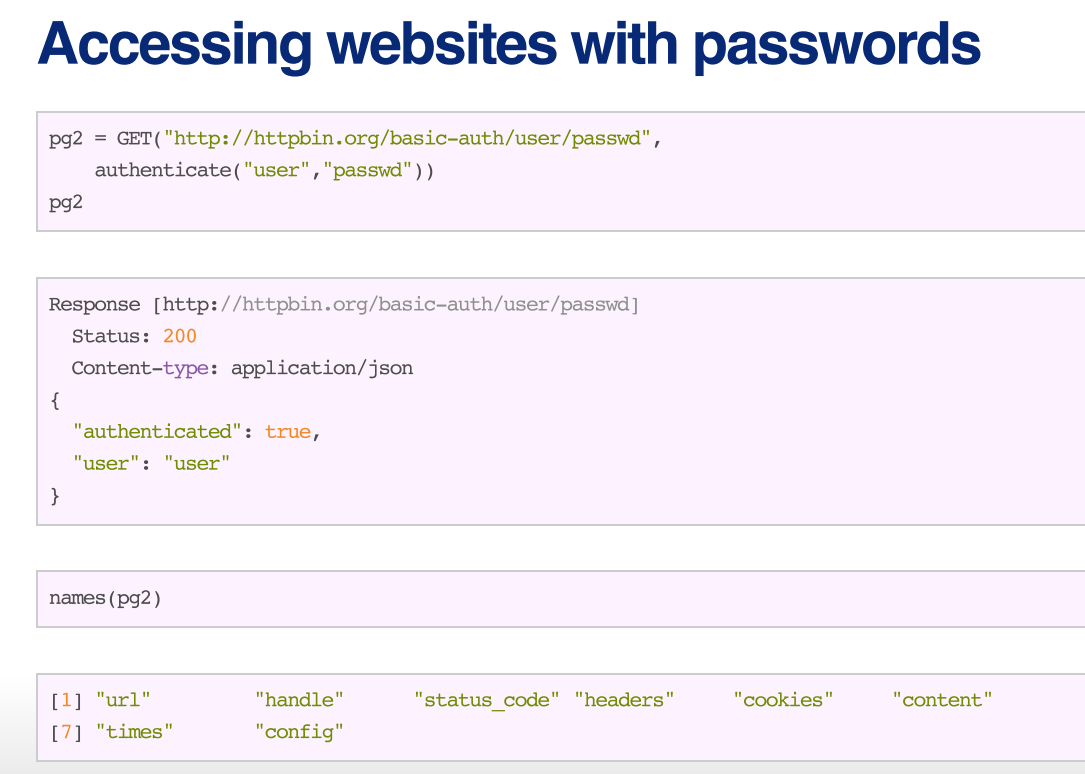 Accessing websites with passwords
pg2 = GET("http://httpbin.org/basic-auth/user/passwd",
    authenticate("user","passwd"))
pg2
Response [http://httpbin.org/basic-auth/user/passwd]
  Status: 200
  Content-type: application/json
{
  "authenticated": true,
  "user": "user"
}
names(pg2)
[1] "url"         "handle"      "status_code" "headers"     "cookies"     "content"
[7] "times"       "config"